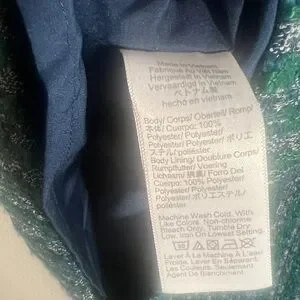 Made in Vietnam
Fabriqué Au Viet Nam
Hergestellt in Vietnam
Vervaardigd in Vietnam
ベトナム製
hecho en vietnam
Body/ Corps/ Oberteil/ Romp/
本体/ Cuerpo: 100%
Polyester/ Polyester/
Polyester/ Polyester/ ポリエ
ステル/ poliéster
Body Lining/ Doublure Corps/
Rumpffutter/ Voering
Lichaam/ 胴裏/ Forro Del
Cuerpo: 100% Polyester/
Polyester/ Polyester/
Polyester/ ポリエステル/
poliéster
Machine Wash Cold. With
Like Colors. Non-chlorine
Bleach Only. Tumble Dry
Low. Iron On Lowest Setting
Laver À La Machine À L'eau
Froide. Laver En Séparant
Les Couleurs. Laver Sans
Agent de Blanchiment